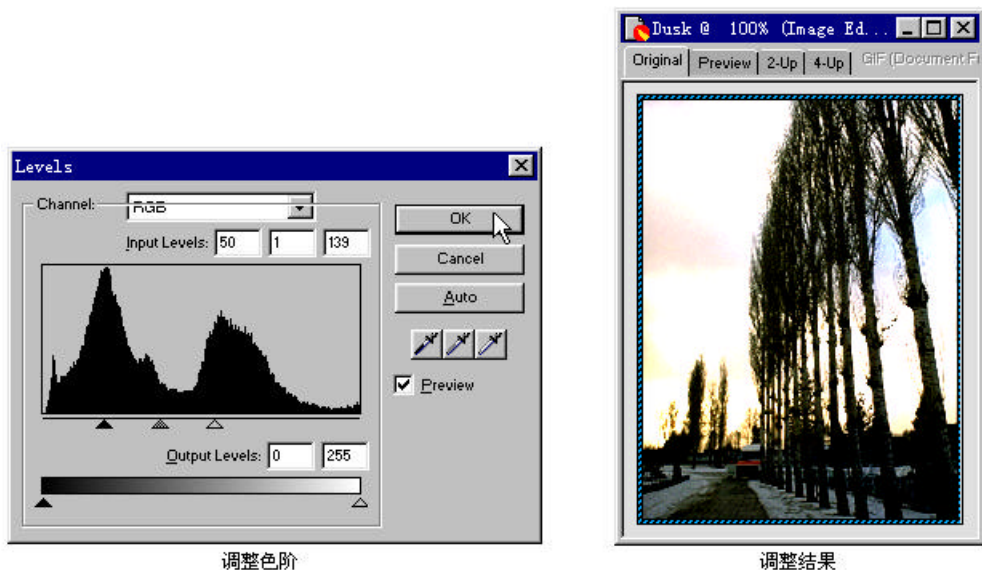 Levels
Channel: RGB
Input Levels: 50 1 139
OK
Cancel
Auto
Preview
Output Levels: 0 255
调整色阶
Dusk @ 100% (Image Ed...
Original Preview 2-Up 4-Up GIF (Document
调整结果